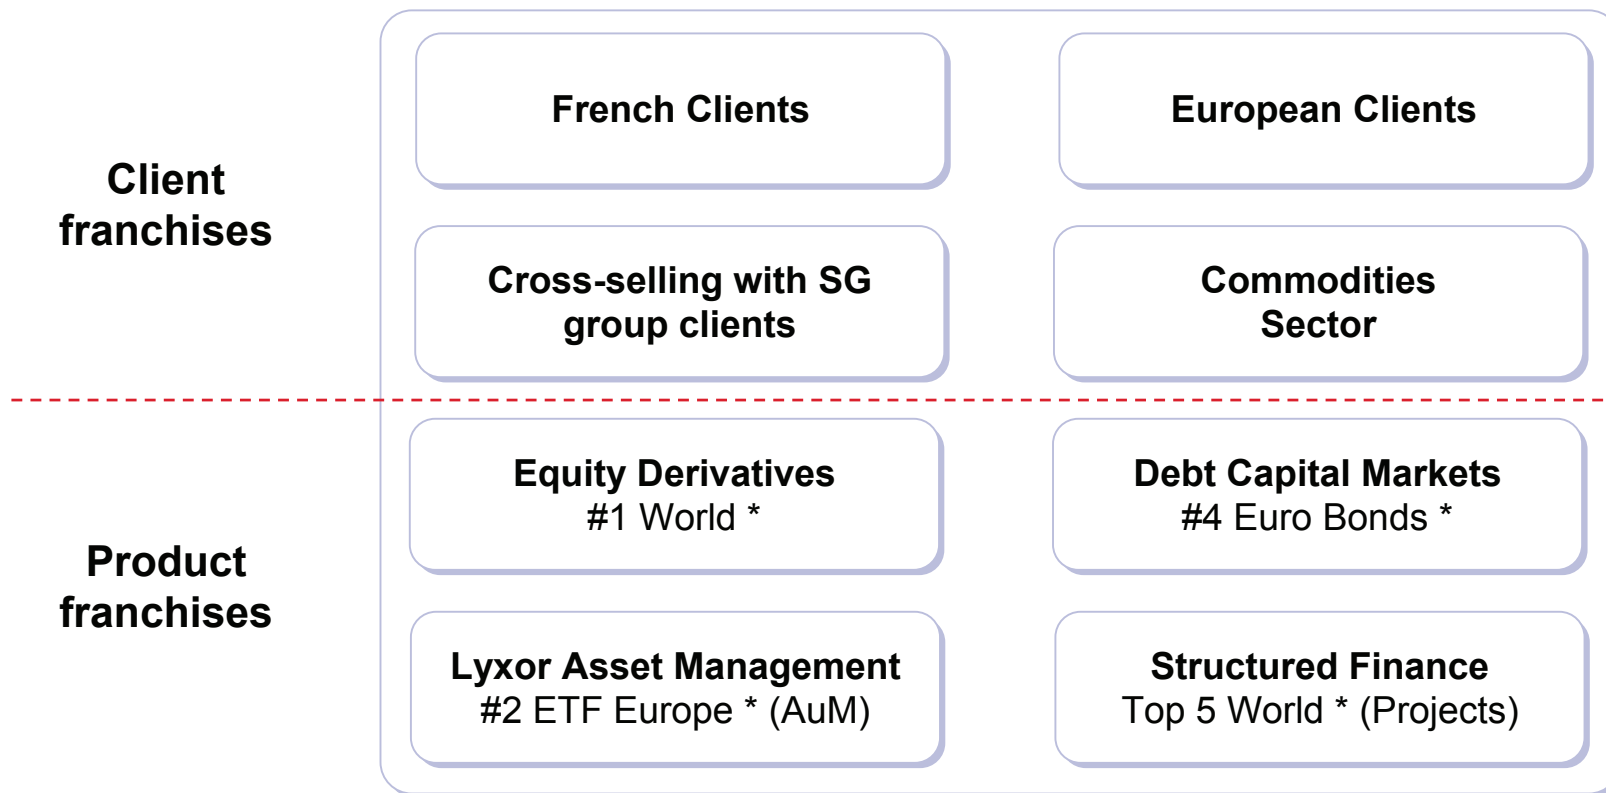 Client
franchises
French Clients
European Clients
Cross-selling with SG
group clients
Commodities
Sector
Product
franchises
Equity Derivatives
#1 World *
Debt Capital Markets
#4 Euro Bonds *
Lyxor Asset Management
#2 ETF Europe * (AuM)
Structured Finance
Top 5 World * (Projects)